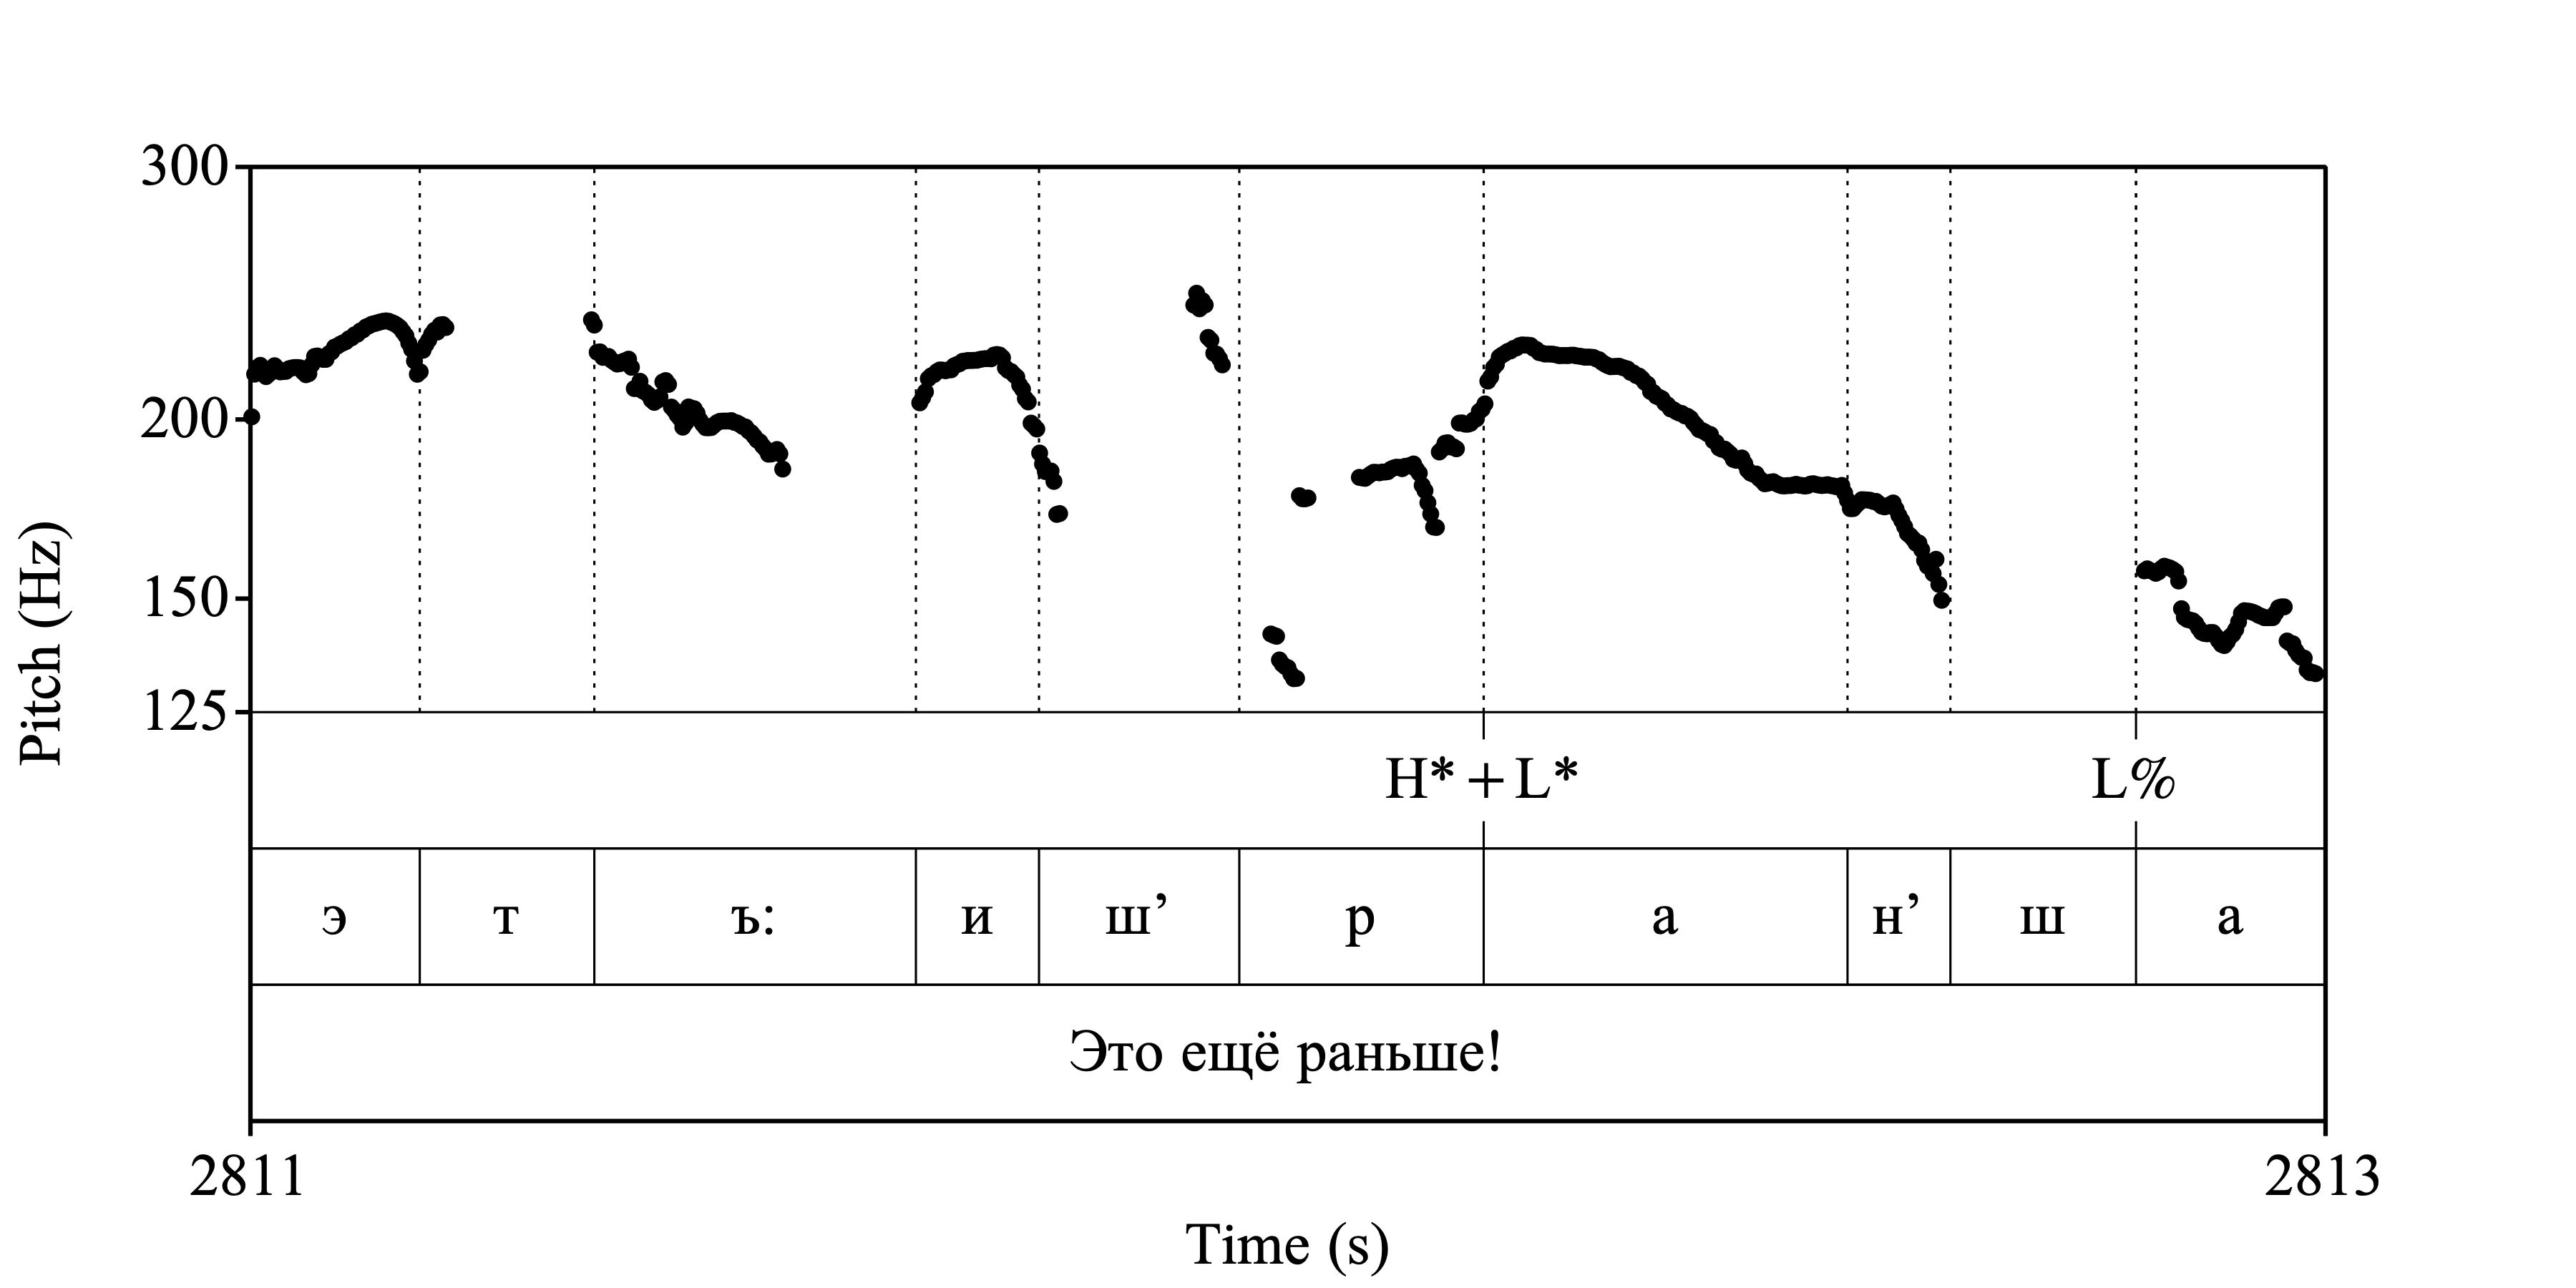 300
200
150
125
Pitch (Hz)
H*+L* L%
э т ъ: и ш’ р а н’ ш а
Это ещё раньше!
2811 2813
Time (s)